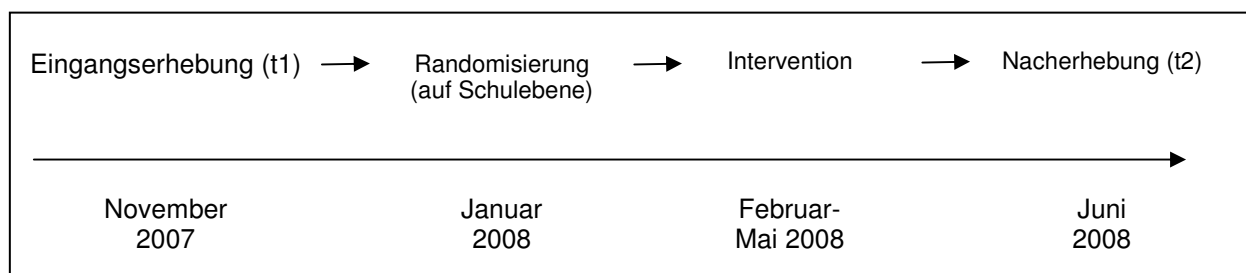 Eingangserhebung (t1)
Randomisierung
(auf Schulebene)
Intervention
Nacherhebung (t2)
November
2007
Januar
2008
Februar-
Mai 2008
Juni
2008